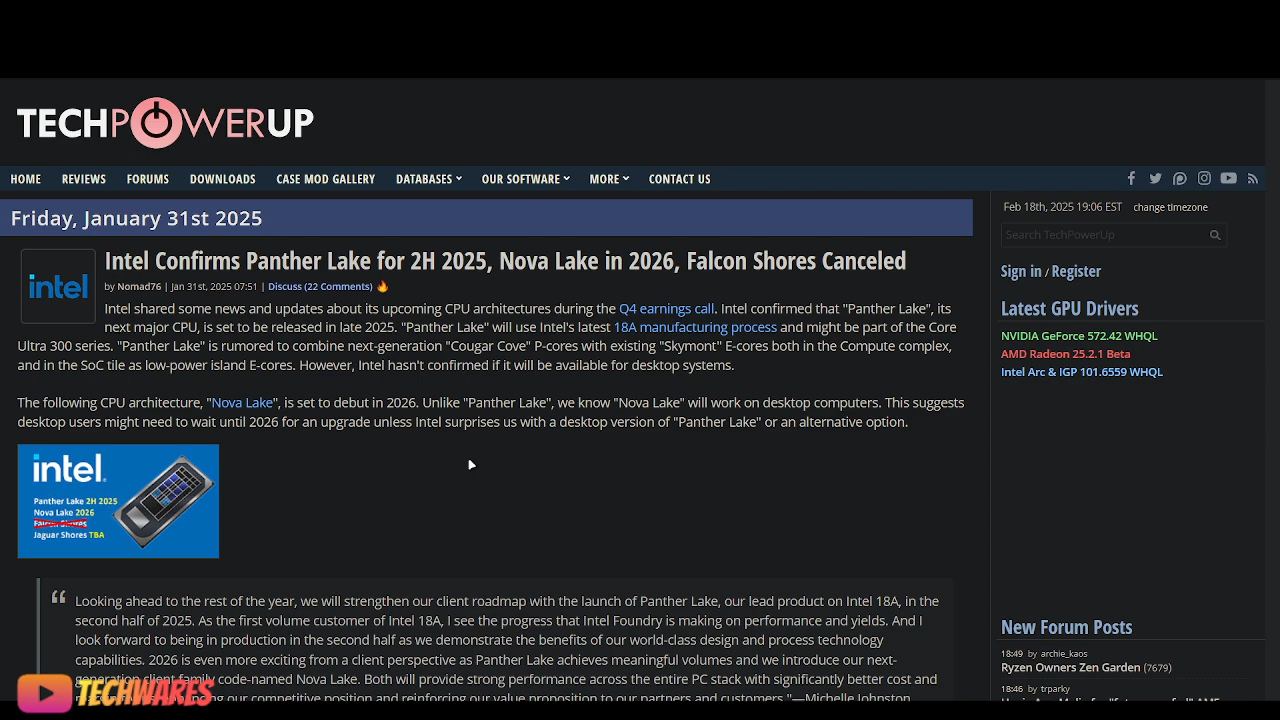 TECHPOWERUP
HOME REVIEWS FORUMS DOWNLOADS CASE MOD GALLERY DATABASES OUR SOFTWARE MORE CONTACT US
Friday, January 31st 2025
Feb 18th, 2025 19:06 EST change timezone
Search TechPowerUp
Sign in / Register
Latest GPU Drivers
NVIDIA GeForce 572.42 WHQL
AMD Radeon 25.2.1 Beta
Intel Arc & IGP 101.6559 WHQL
intel
Intel Confirms Panther Lake for 2H 2025, Nova Lake in 2026, Falcon Shores Canceled
by Nomad76 | Jan 31st, 2025 07:51 | Discuss (22 Comments)
Intel shared some news and updates about its upcoming CPU architectures during the Q4 earnings call. Intel confirmed that "Panther Lake", its
next major CPU, is set to be released in late 2025. "Panther Lake" will use Intel's latest 18A manufacturing process and might be part of the Core
Ultra 300 series. "Panther Lake" is rumored to combine next-generation "Cougar Cove" P-cores with existing "Skymont" E-cores both in the Compute complex,
and in the SoC tile as low-power island E-cores. However, Intel hasn't confirmed if it will be available for desktop systems.
The following CPU architecture, "Nova Lake", is set to debut in 2026. Unlike "Panther Lake", we know "Nova Lake" will work on desktop computers. This suggests
desktop users might need to wait until 2026 for an upgrade unless Intel surprises us with a desktop version of "Panther Lake" or an alternative option.
intel.
Panther Lake 2H 2025
Nova Lake 2026
Falcon Shores
Jaguar Shores TBA
“ Looking ahead to the rest of the year, we will strengthen our client roadmap with the launch of Panther Lake, our lead product on Intel 18A, in the
second half of 2025. As the first volume customer of Intel 18A, I see the progress that Intel Foundry is making on performance and yields. And I
look forward to being in production in the second half as we demonstrate the benefits of our world-class design and process technology
capabilities. 2026 is even more exciting from a client perspective as Panther Lake achieves meaningful volumes and we introduce our next-
generation client family code-named Nova Lake. Both will provide strong performance across the entire PC stack with significantly better cost and
our competitive position and reinforcing our value proposition to our partners and customers."—Michelle Johnston
New Forum Posts
18:49 by archie_kaos
Ryzen Owners Zen Garden (7679)
18:46 by trparky
TECHWARES